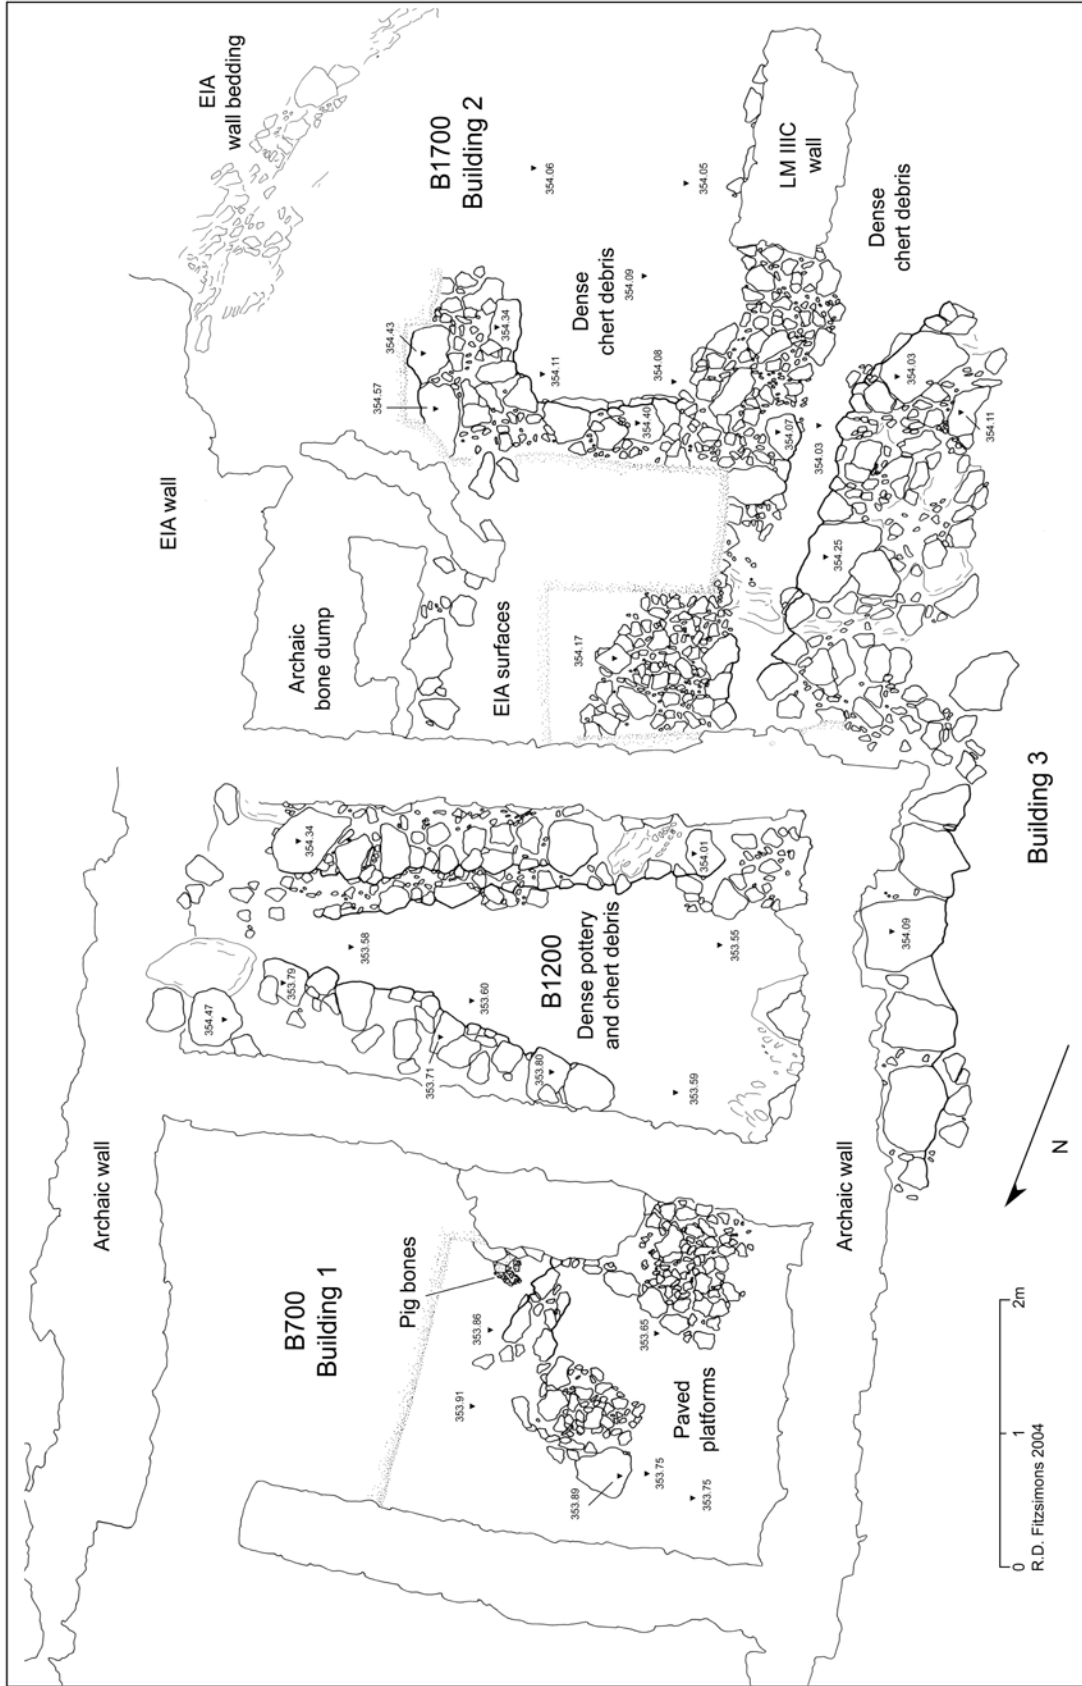 EIA
wall bedding
EIA wall
B1700
Building 2
354.06
354.05
LM IIIC
wall
Dense
chert debris
354.43
354.57
354.34
354.11
Dense
chert debris
354.09
354.08
354.40
354.07
354.03
354.03
354.11
354.25
Archaic
bone dump
EIA surfaces
354.17
354.34
354.01
353.58
353.55
B1200
Dense pottery
and chert debris
353.79
354.47
353.60
353.71
353.80
353.59
354.09
Building 3
Archaic wall
Archaic wall
B700
Building 1
Pig bones
353.86
353.91
353.65
Paved
platforms
353.89
353.75
353.75
N
0 1 2m
R.D. Fitzsimons 2004